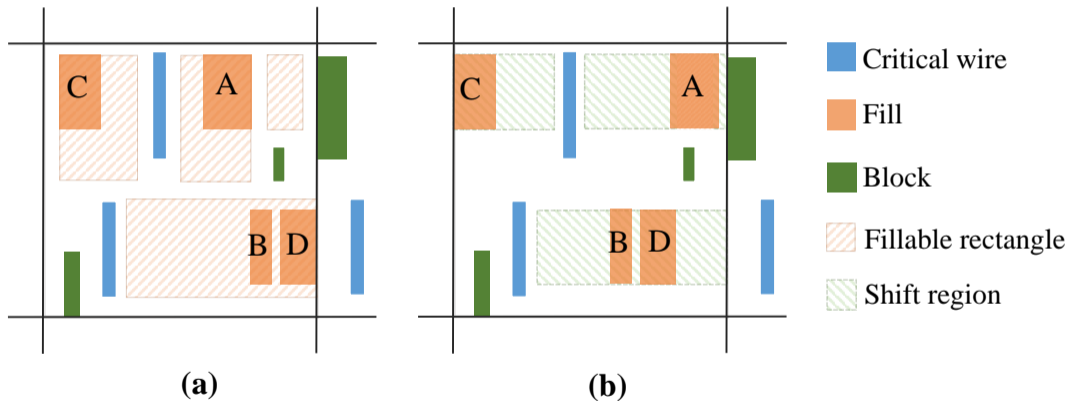 C
A
B
D
(a)
C
A
B
D
(b)
Critical wire
Fill
Block
Fillable rectangle
Shift region